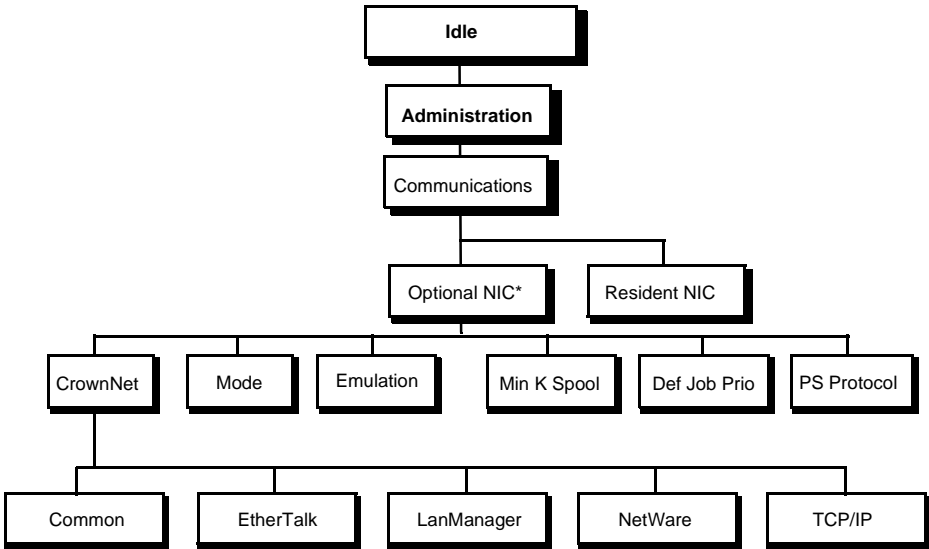 Idle
Administration
Communications
Optional NIC*
Resident NIC
CrownNet
Mode
Emulation
Min K Spool
Def Job Prio
PS Protocol
Common
EtherTalk
LanManager
NetWare
TCP/IP